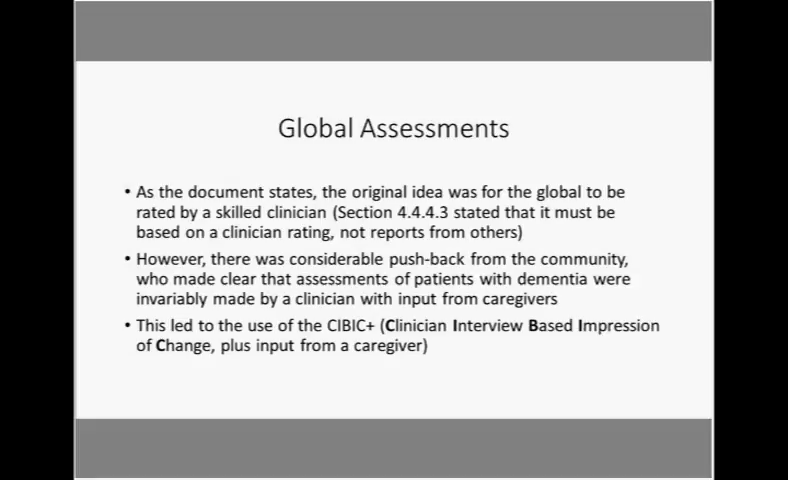 Global Assessments
• As the document states, the original idea was for the global to be
rated by a skilled clinician (Section 4.4.4.3 stated that it must be
based on a clinician rating, not reports from others)
• However, there was considerable push-back from the community,
who made clear that assessments of patients with dementia were
invariably made by a clinician with input from caregivers
• This led to the use of the CIBIC+ (Clinician Interview Based Impression
of Change, plus input from a caregiver)